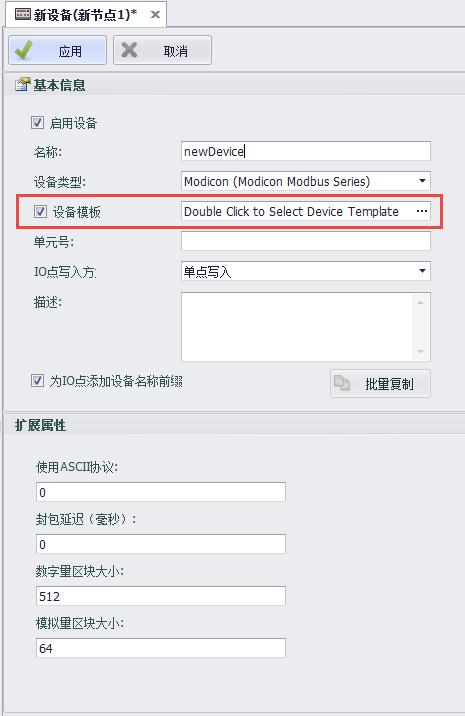 新设备(新节点1)*
应用 取消
基本信息
启用设备
名称: newDevice
设备类型: Modicon (Modicon Modbus Series)
设备模板 Double Click to Select Device Template ...
单元号:
IO点写入方: 单点写入
描述:
为IO点添加设备名称前缀 批量复制
扩展属性
使用ASCII协议:
0
封包延迟（毫秒）:
0
数字量区块大小:
512
模拟量区块大小:
64